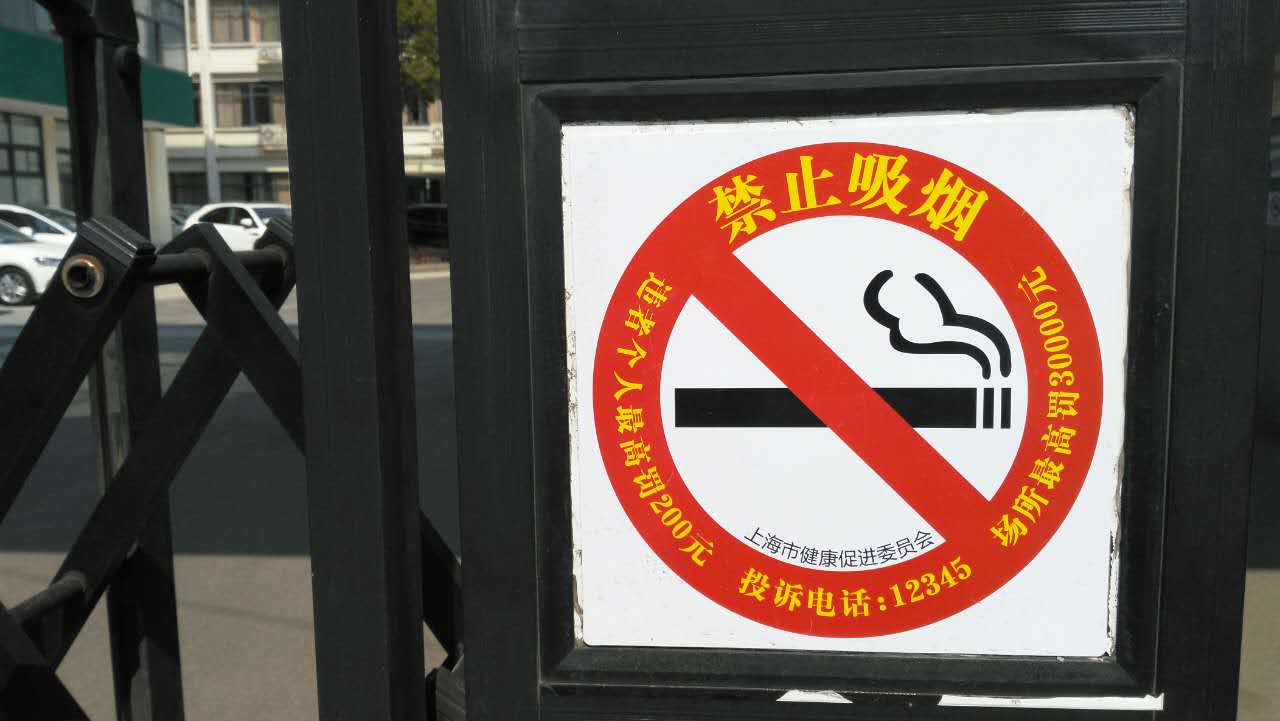 禁止吸烟
违者个人最高罚200元
场所最高罚30000元
上海市健康促进委员会
投诉电话:12345